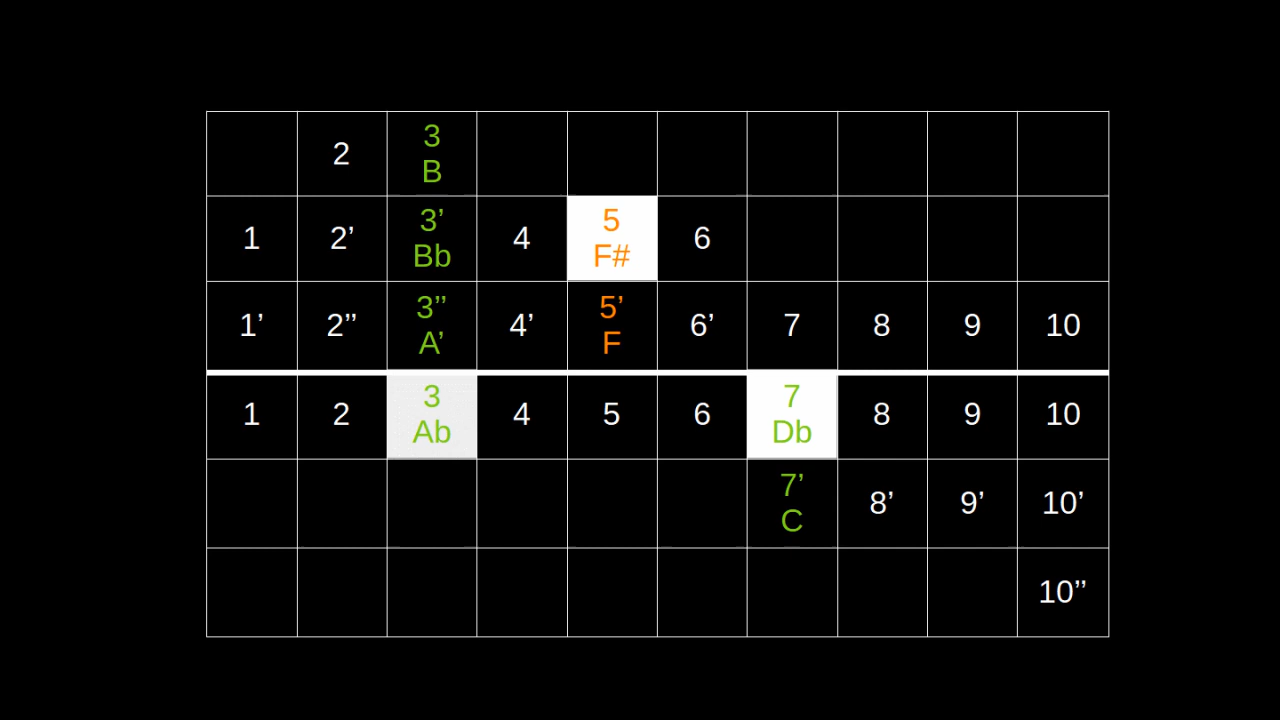 2 3
B
1 2’ 3’ 4 5 6
Bb F#
1’ 2’’ 3’’ 4’ 5’ 6’ 7 8 9 10
A’ F
1 2 3 4 5 6 7 8 9 10
Ab Db
7’ 8’ 9’ 10’
C
10’’